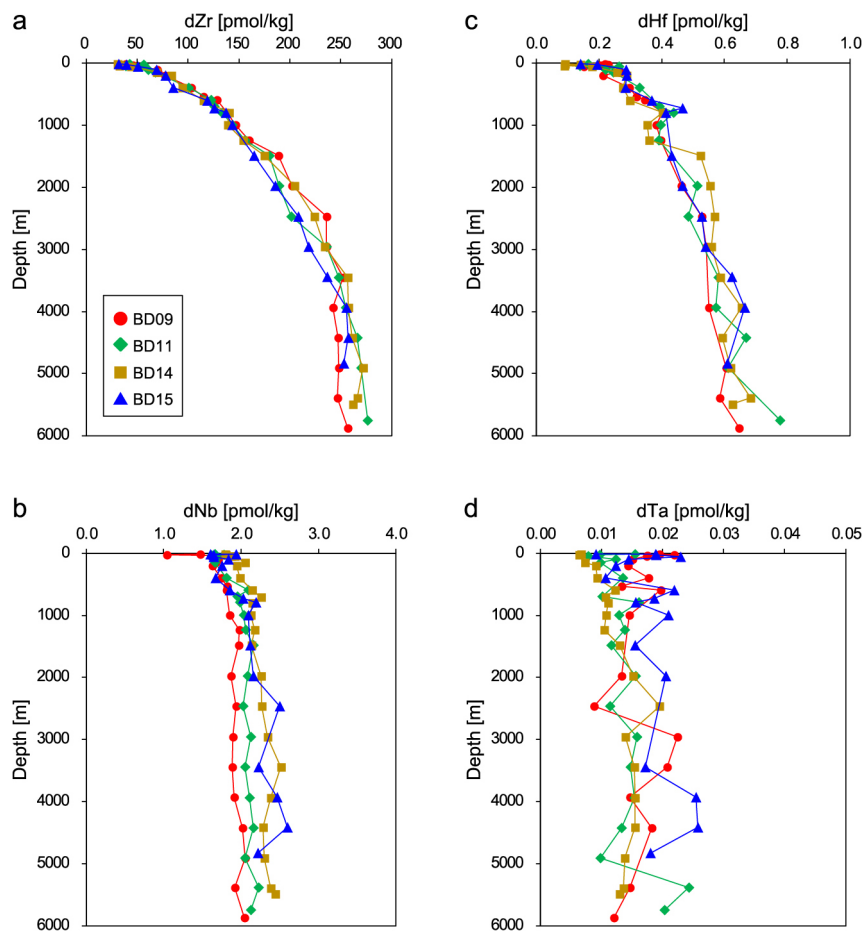 a
dZr [pmol/kg]
0 50 100 150 200 250 300
0
1000
2000
3000
4000
5000
6000
Depth [m]
BD09
BD11
BD14
BD15
c
dHf [pmol/kg]
0.0 0.2 0.4 0.6 0.8 1.0
0
1000
2000
3000
4000
5000
6000
Depth [m]
b
dNb [pmol/kg]
0.0 1.0 2.0 3.0 4.0
0
1000
2000
3000
4000
5000
6000
Depth [m]
d
dTa [pmol/kg]
0.00 0.01 0.02 0.03 0.04 0.05
0
1000
2000
3000
4000
5000
6000
Depth [m]